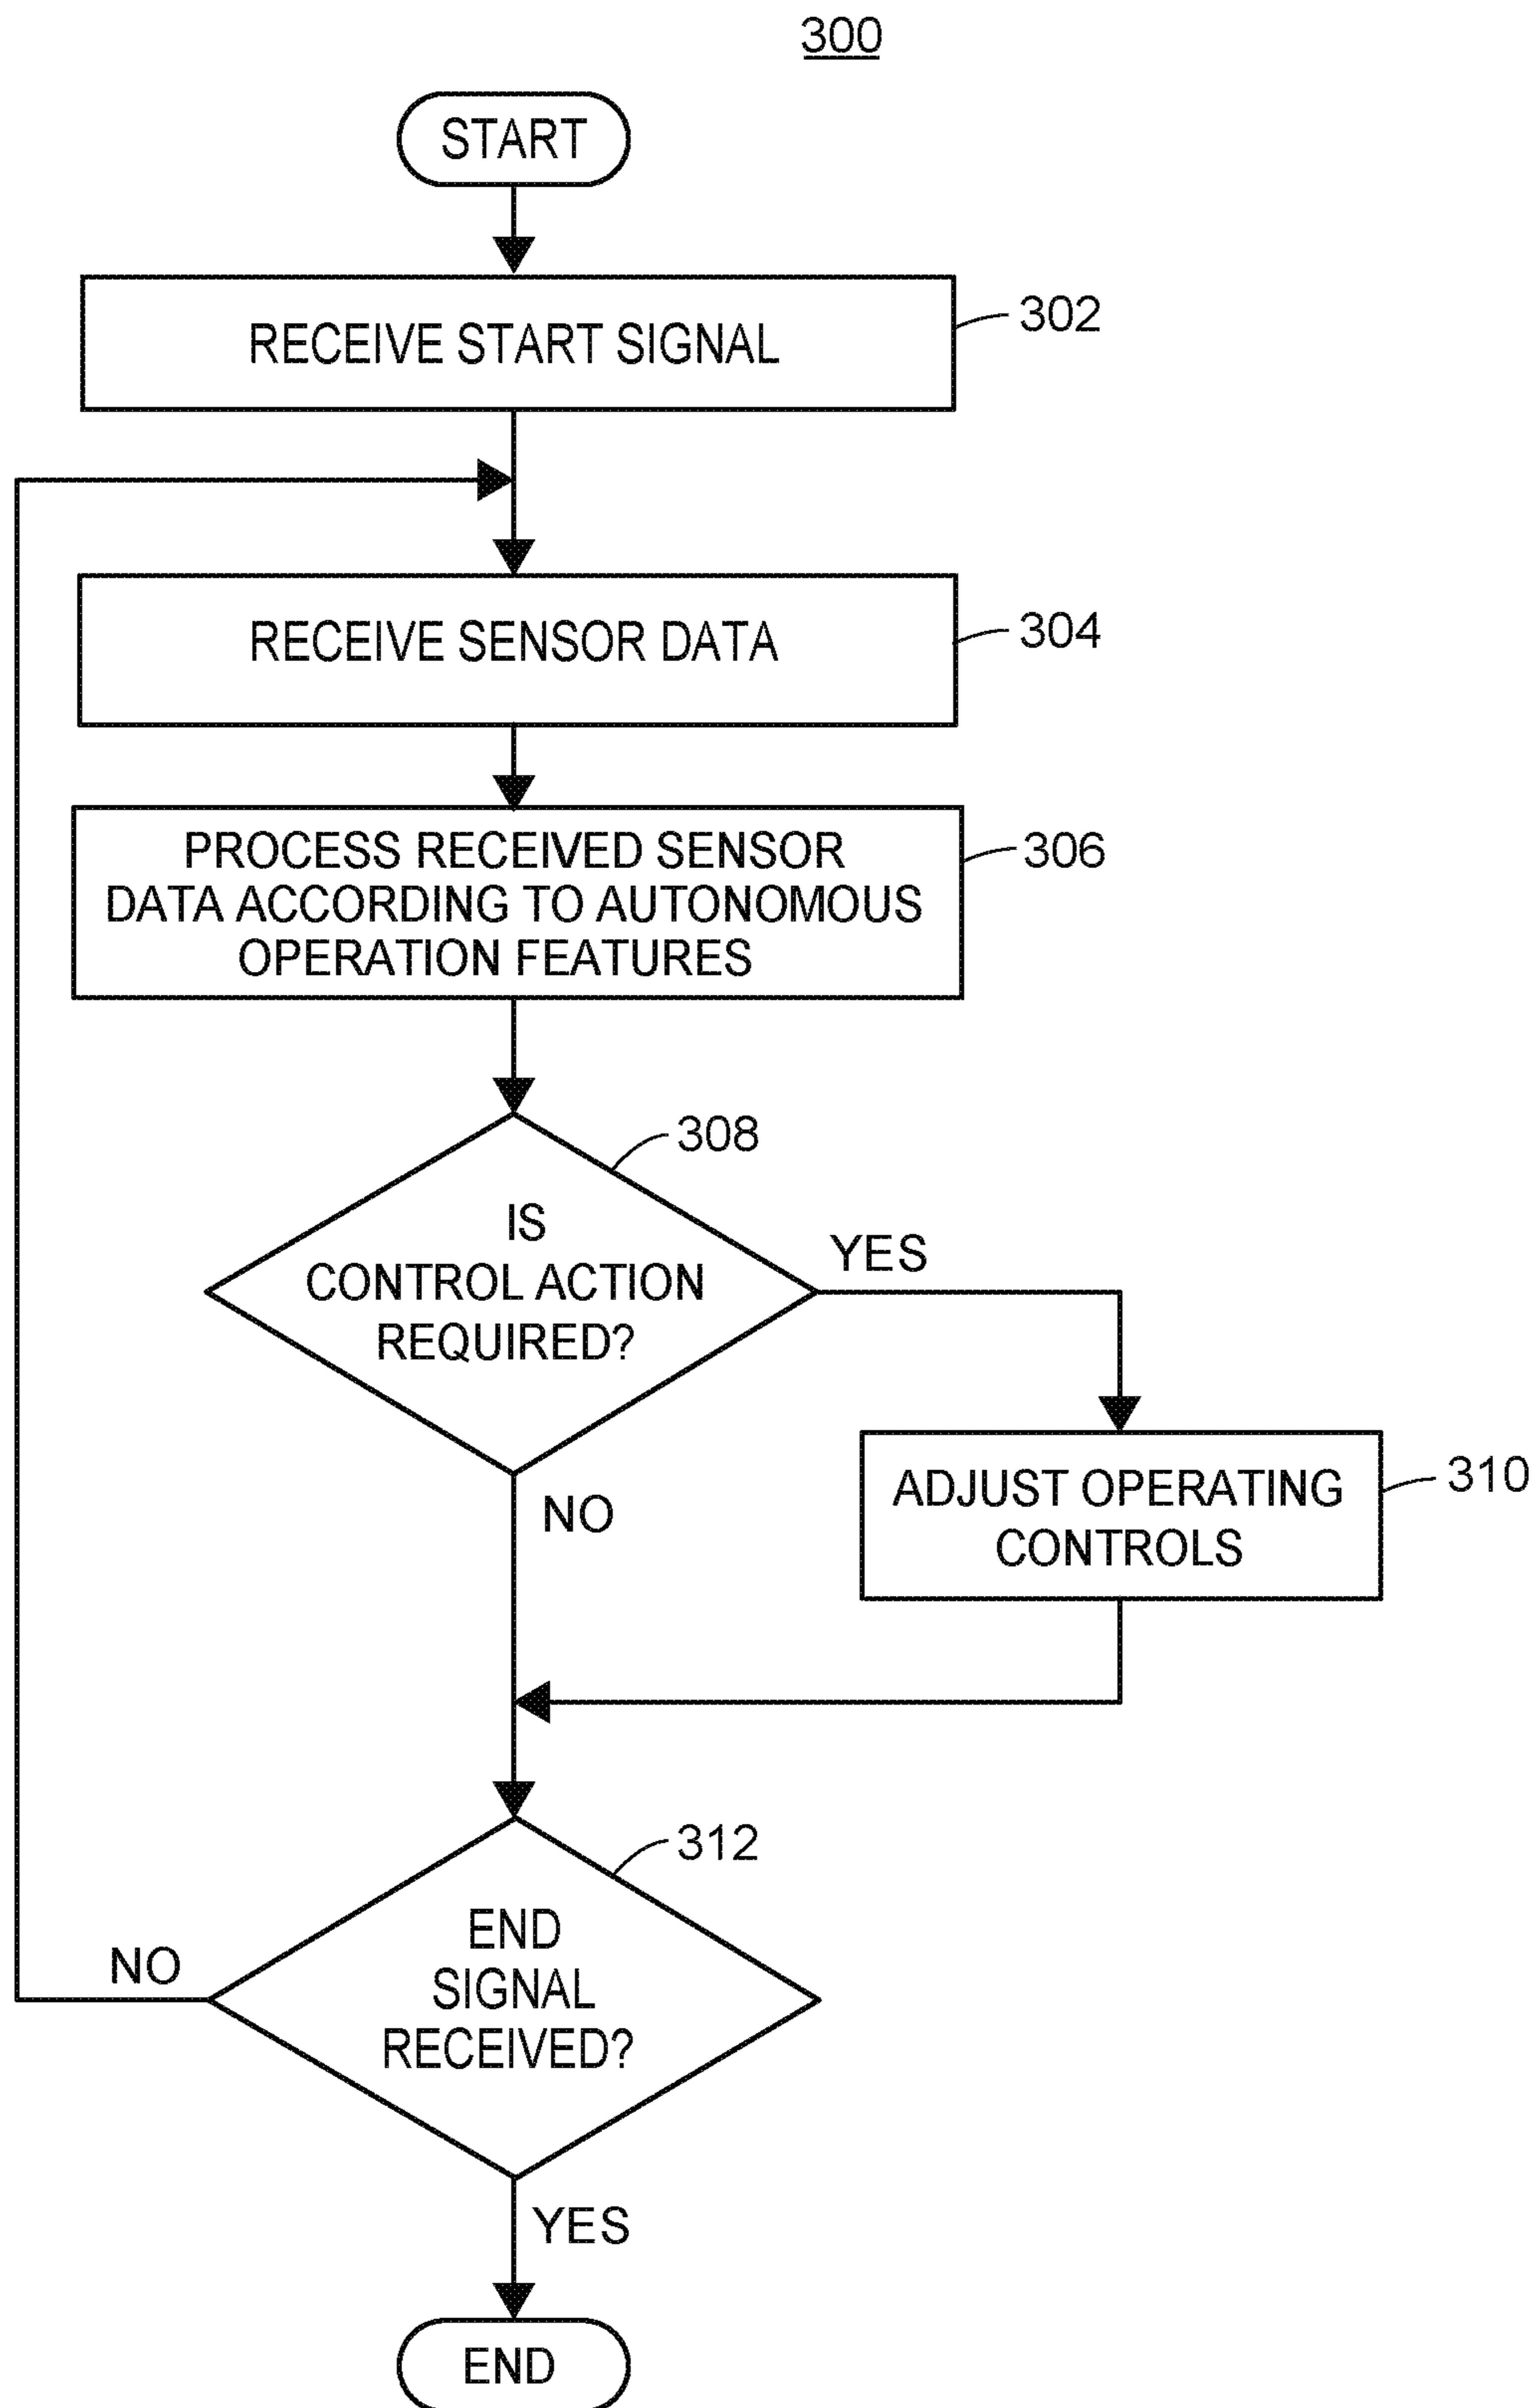 300
START
RECEIVE START SIGNAL
302
RECEIVE SENSOR DATA
304
PROCESS RECEIVED SENSOR
DATA ACCORDING TO AUTONOMOUS
OPERATION FEATURES
306
308
IS
CONTROL ACTION
REQUIRED?
YES
NO
ADJUST OPERATING
CONTROLS
310
312
END
SIGNAL
RECEIVED?
NO
YES
END